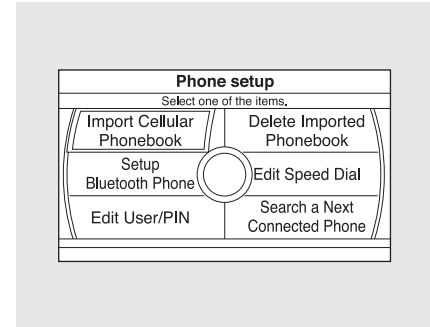 Phone setup
Select one of the items.
Import Cellular
Phonebook
Delete Imported
Phonebook
Setup
Bluetooth Phone
Edit Speed Dial
Edit User/PIN
Search a Next
Connected Phone